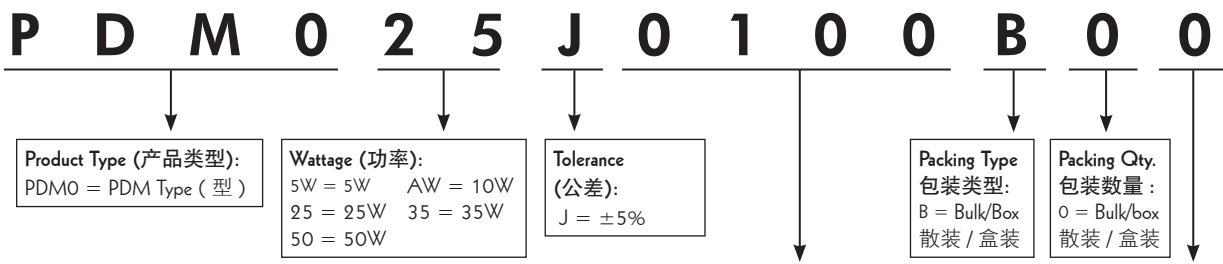 P D M 0 2 5 J 0 1 0 0 B 0 0
Product Type (产品类型):
PDM0 = PDM Type ( 型 )
Wattage (功率):
5W = 5W AW = 10W
25 = 25W 35 = 35W
50 = 50W
Tolerance
(公差):
J = ±5%
Packing Type
包装类型:
B = Bulk/Box
散装 / 盒装
Packing Qty.
包装数量 :
0 = Bulk/box
散装 / 盒装